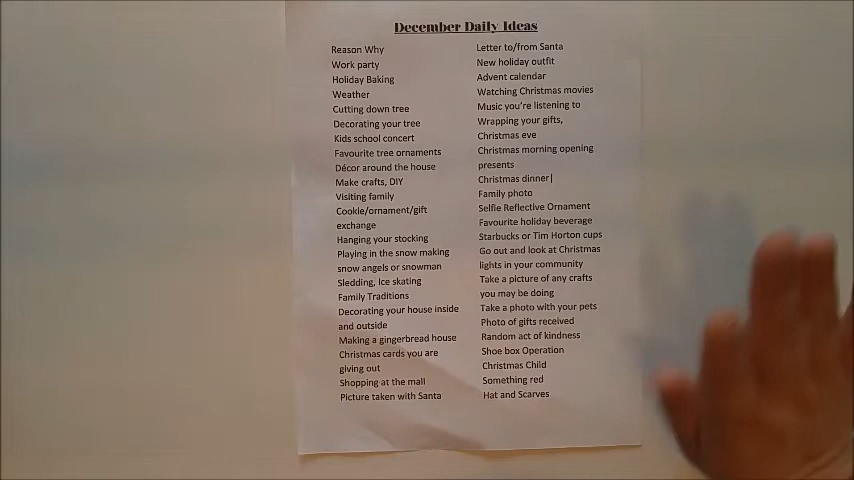 December Daily Ideas
Reason Why
Work party
Holiday Baking
Weather
Cutting down tree
Decorating your tree
Kids school concert
Favourite tree ornaments
Décor around the house
Make crafts, DIY
Visiting family
Cookie/ornament/gift
exchange
Hanging your stocking
Playing in the snow making
snow angels or snowman
Sledding, Ice skating
Family Traditions
Decorating your house inside
and outside
Making a gingerbread house
Christmas cards you are
giving out
Shopping at the mall
Picture taken with Santa
Letter to/from Santa
New holiday outfit
Advent calendar
Watching Christmas movies
Music you're listening to
Wrapping your gifts,
Christmas eve
Christmas morning opening
presents
Christmas dinner|
Family photo
Selfie Reflective Ornament
Favourite holiday beverage
Starbucks or Tim Horton cups
Go out and look at Christmas
lights in your community
Take a picture of any crafts
you may be doing
Take a photo with your pets
Photo of gifts received
Random act of kindness
Shoe box Operation
Christmas Child
Something red
Hat and Scarves